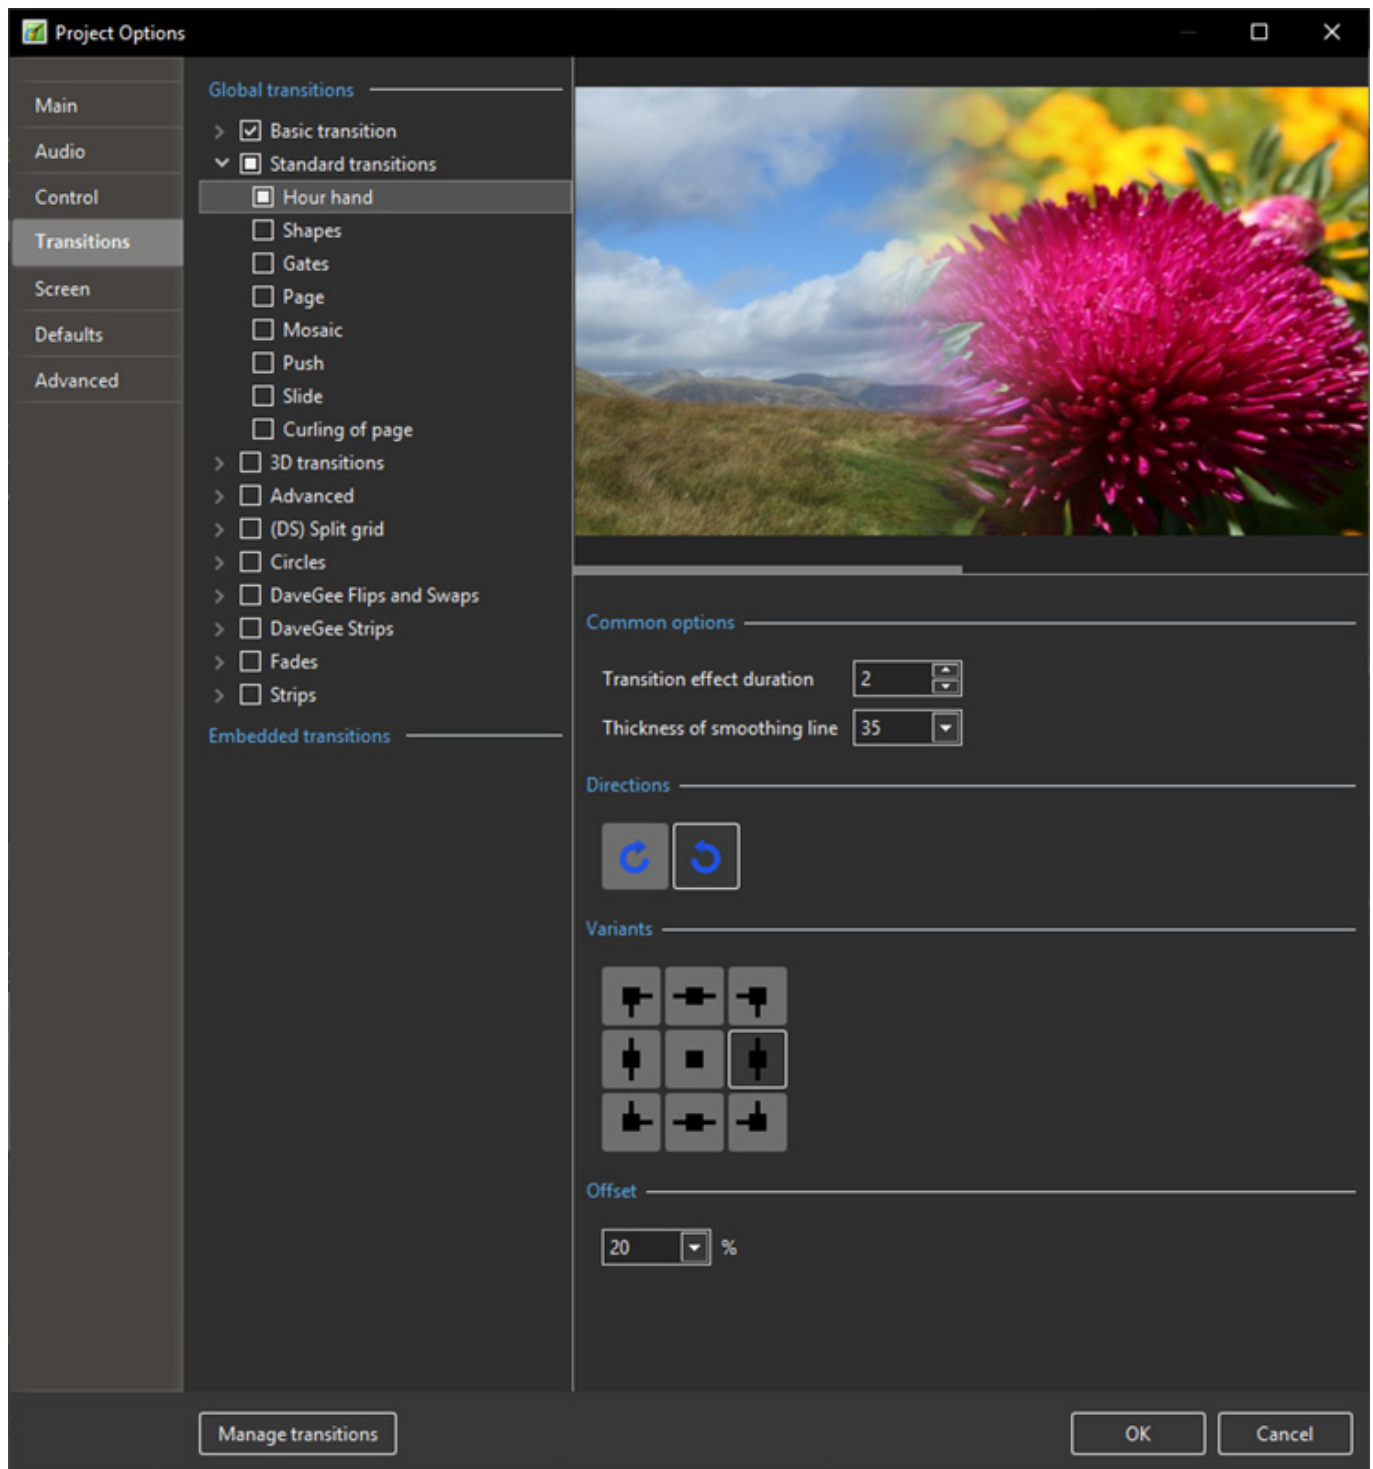 Project Options
Main
Audio
Control
Transitions
Screen
Defaults
Advanced
Global transitions
Basic transition
Standard transitions
Hour hand
Shapes
Gates
Page
Mosaic
Push
Slide
Curling of page
3D transitions
Advanced
(DS) Split grid
Circles
DaveGee Flips and Swaps
DaveGee Strips
Fades
Strips
Embedded transitions
Common options
Transition effect duration 2
Thickness of smoothing line 35
Directions
Variants
Offset
20 %
Manage transitions
OK
Cancel